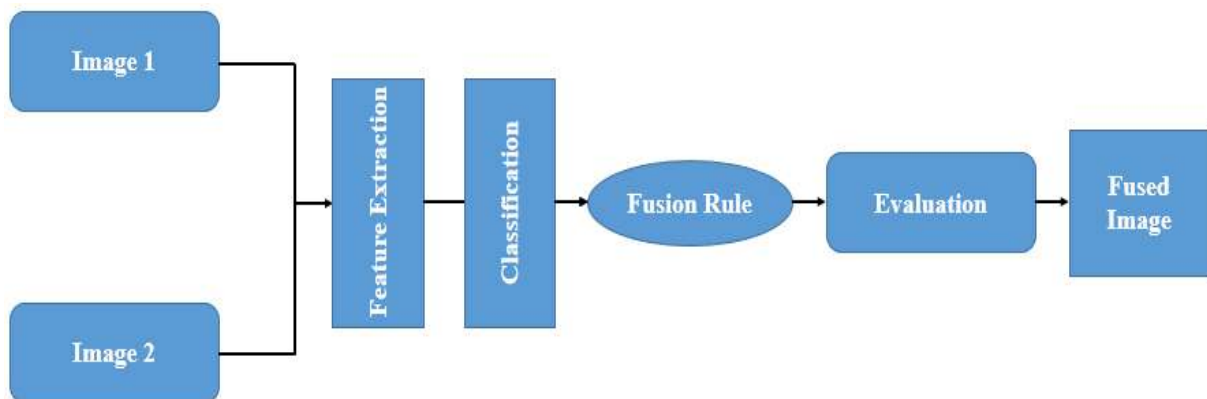 Image 1
Image 2
Feature Extraction
Classification
Fusion Rule
Evaluation
Fused
Image